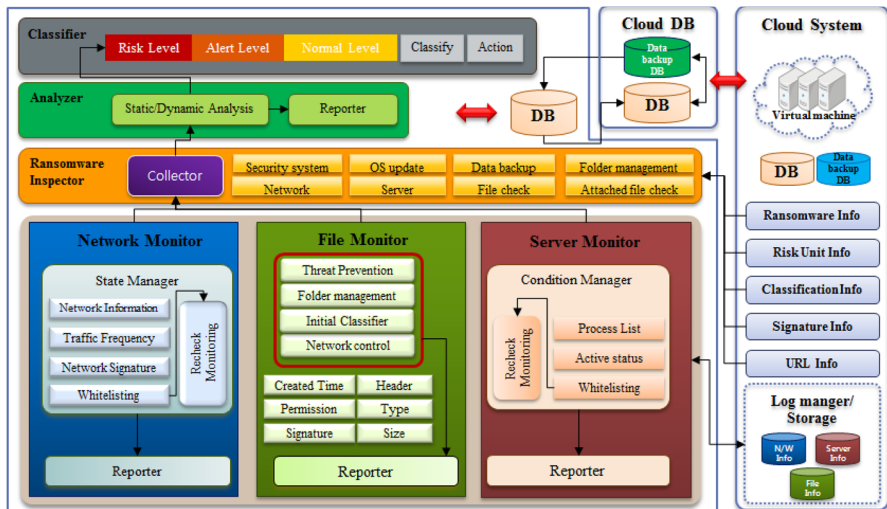 Classifier
Risk Level
Alert Level
Normal Level
Classify
Action
Analyzer
Static/Dynamic Analysis
Reporter
DB
Cloud DB
Data
backup
DB
DB
Cloud System
Virtual machine
DB
Data
backup
DB
Ransomware
Inspector
Collector
Security system
OS update
Data backup
Folder management
Network
Server
File check
Attached file check
Ransomware Info
Risk Unit Info
Classification Info
Signature Info
URL Info
Network Monitor
State Manager
Network Information
Traffic Frequency
Network Signature
Whitelisting
Recheck
Monitoring
Reporter
File Monitor
Threat Prevention
Folder management
Initial Classifier
Network control
Created Time
Header
Permission
Type
Signature
Size
Reporter
Server Monitor
Condition Manager
Recheck
Monitoring
Process List
Active status
Whitelisting
Reporter
Log manger/
Storage
N/W
Info
Server
Info
File
Info